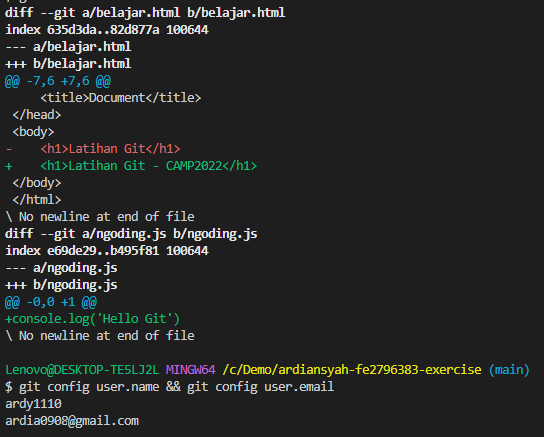 diff --git a/belajar.html b/belajar.html
index 635d3da..82d877a 100644
--- a/belajar.html
+++ b/belajar.html
@@ -7,6 +7,6 @@
     <title>Document</title>
 </head>
 <body>
-    <h1>Latihan Git</h1>
+    <h1>Latihan Git - CAMP2022</h1>
 </body>
 </html>
\ No newline at end of file
diff --git a/ngoding.js b/ngoding.js
index e69de29..b495f81 100644
--- a/ngoding.js
+++ b/ngoding.js
@@ -0,0 +1 @@
+console.log('Hello Git')
\ No newline at end of file
Lenovo@DESKTOP-TE5LJ2L MINGW64 /c/Demo/ardiansyah-fe2796383-exercise (main)
$ git config user.name && git config user.email
ardy1110
ardia0908@gmail.com